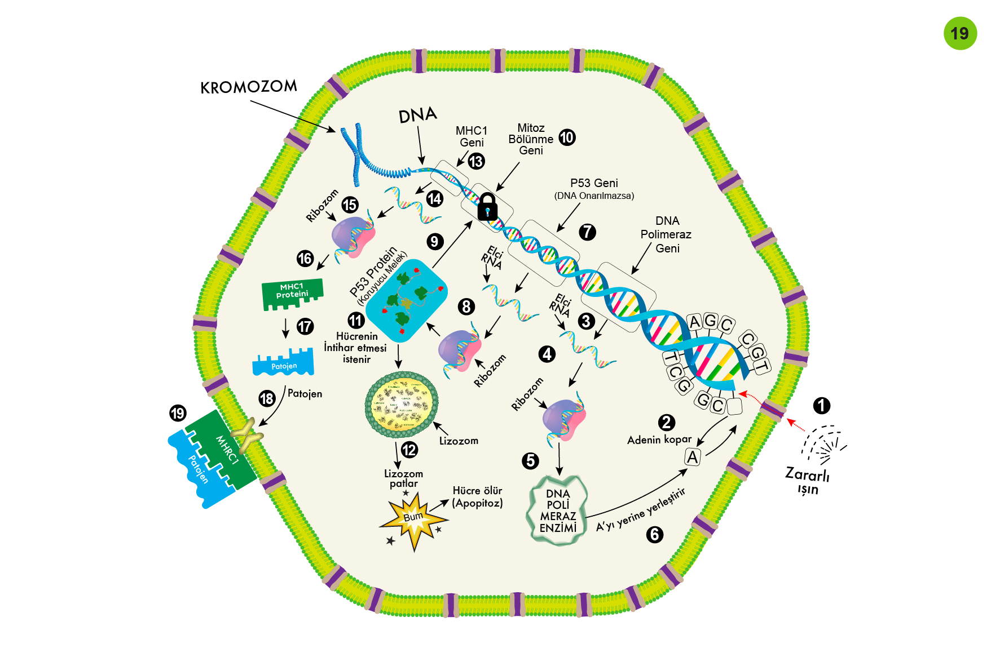 19
KROMOZOM
DNA
MHC1
Geni
13
Mitoz
Bölünme
Geni
10
P53 Geni
(DNA Onarılmazsa)
7
DNA
Polimeraz
Geni
14
Ribozom
15
16
MHC1
Proteini
17
Patojen
18
Patojen
19
MHRC1
Patojen
9
P53 Protein
(Koruyucu Melek)
11
Hücrenin
İntihar etmesi
istenir
Elçi
RNA
8
Ribozom
Lizozom
12
Lizozom
patlar
Bum
Hücre ölür
(Apopitoz)
Elçi
RNA
3
4
Ribozom
5
DNA
POLİ
MERAZ
ENZİMİ
A'yı yerine yerleştirir
6
A G C
C G T
T C G
G C
2
Adenin kopar
A
1
Zararlı
ışın